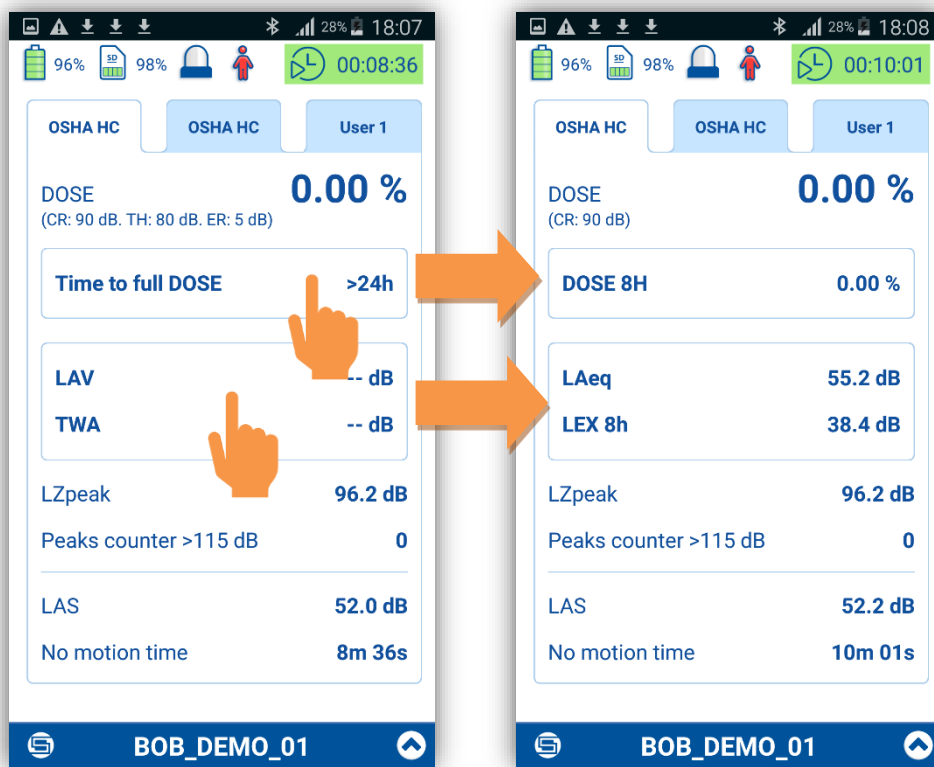 28% 18:07
96% SD 98% 00:08:36
OSHA HC OSHA HC User 1
DOSE 0.00 %
(CR: 90 dB. TH: 80 dB. ER: 5 dB)
Time to full DOSE >24h
LAV -- dB
TWA -- dB
LZpeak 96.2 dB
Peaks counter >115 dB 0
LAS 52.0 dB
No motion time 8m 36s
BOB_DEMO_01
28% 18:08
96% SD 98% 00:10:01
OSHA HC OSHA HC User 1
DOSE 0.00 %
(CR: 90 dB)
DOSE 8H 0.00 %
LAeq 55.2 dB
LEX 8h 38.4 dB
LZpeak 96.2 dB
Peaks counter >115 dB 0
LAS 52.2 dB
No motion time 10m 01s
BOB_DEMO_01